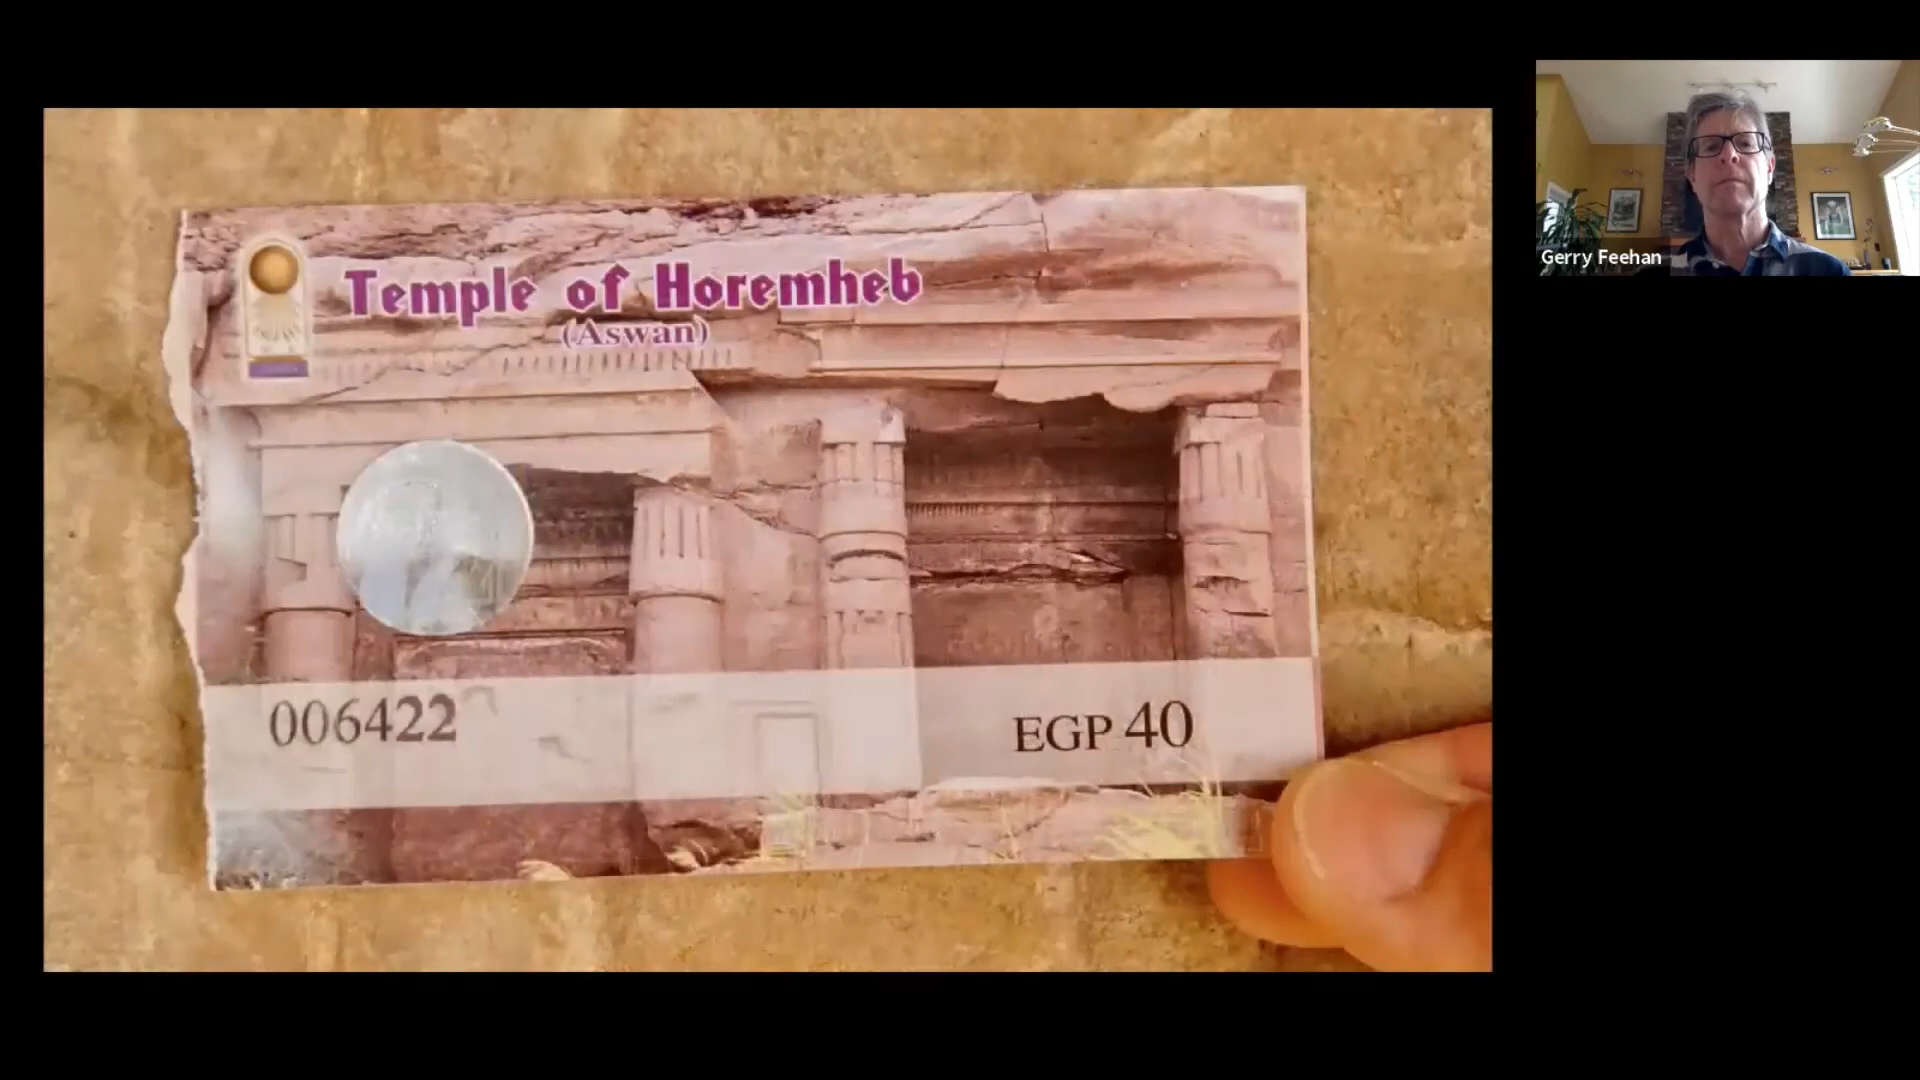 Temple of Horemheb
(Aswan)
006422
EGP 40
Gerry Feehan